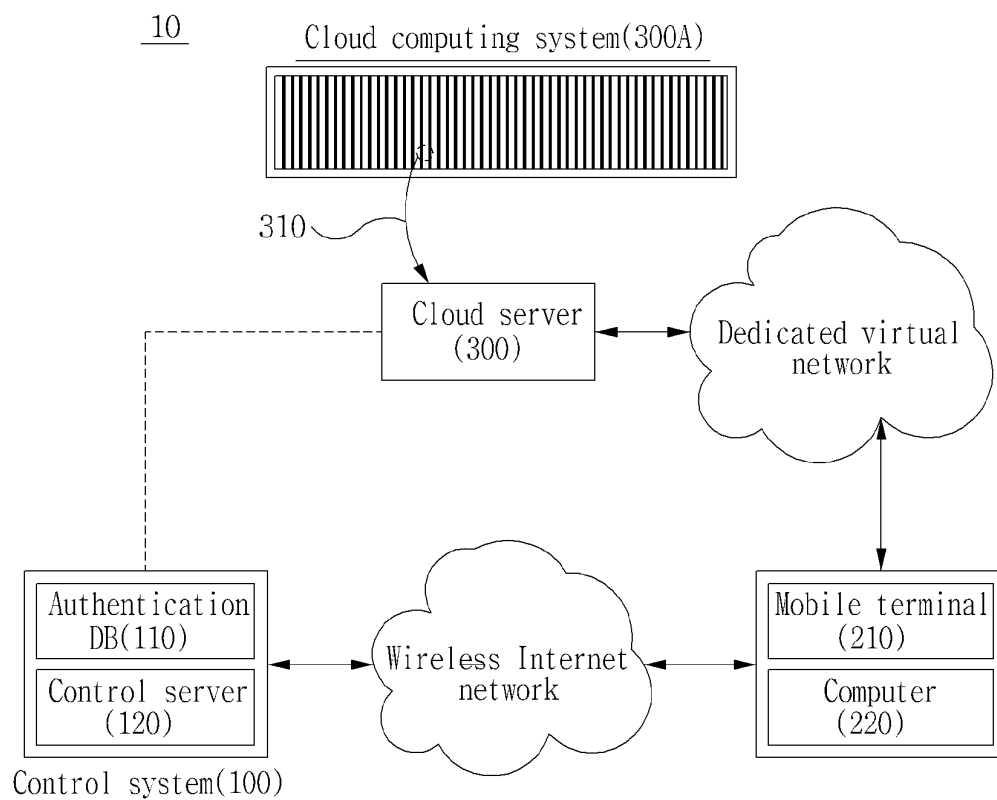 10
Cloud computing system(300A)
310
Cloud server
(300)
Dedicated virtual
network
Authentication
DB(110)
Control server
(120)
Control system(100)
Wireless Internet
network
Mobile terminal
(210)
Computer
(220)